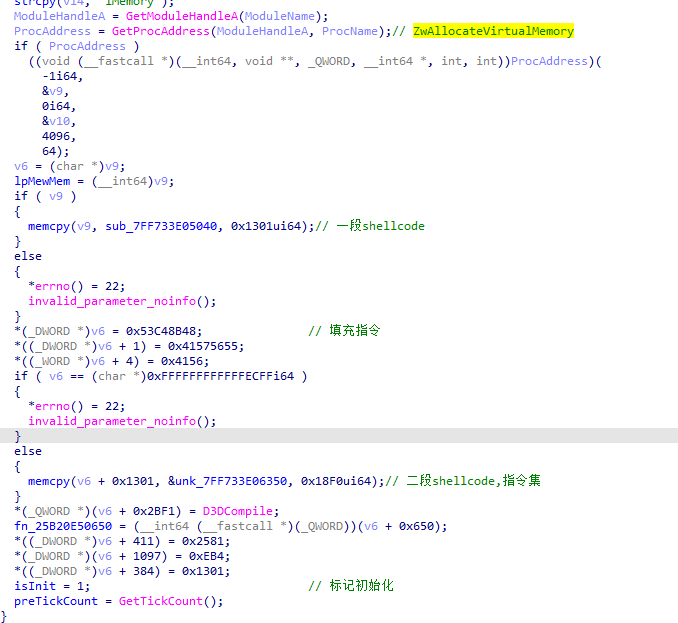 strcpy(v14, "lMemory");
ModuleHandleA = GetModuleHandleA(ModuleName);
ProcAddress = GetProcAddress(ModuleHandleA, ProcName);// ZwAllocateVirtualMemory
if ( ProcAddress )
((void (__fastcall *)(__int64, void **, _QWORD, __int64 *, int, int))ProcAddress)(
-1i64,
&v9,
0i64,
&v10,
4096,
64);
v6 = (char *)v9;
lpMewMem = (__int64)v9;
if ( v9 )
{
memcpy(v9, sub_7FF733E05040, 0x1301ui64);// 一段shellcode
}
else
{
*errno() = 22;
invalid_parameter_noinfo();
}
*(_DWORD *)v6 = 0x53C48B48; // 填充指令
*((_DWORD *)v6 + 1) = 0x41575655;
*((_WORD *)v6 + 4) = 0x4156;
if ( v6 == (char *)0xFFFFFFFFFFFFECFFi64 )
{
*errno() = 22;
invalid_parameter_noinfo();
}
else
{
memcpy(v6 + 0x1301, &unk_7FF733E06350, 0x18F0ui64);// 二段shellcode,指令集
}
*(_QWORD *)(v6 + 0x2BF1) = D3DCompile;
fn_25B20E50650 = (__int64 (__fastcall *)(_QWORD))(v6 + 0x650);
*((_DWORD *)v6 + 411) = 0x2581;
*(_DWORD *)(v6 + 1097) = 0xEB4;
*((_DWORD *)v6 + 384) = 0x1301;
isInit = 1; // 标记初始化
preTickCount = GetTickCount();
}